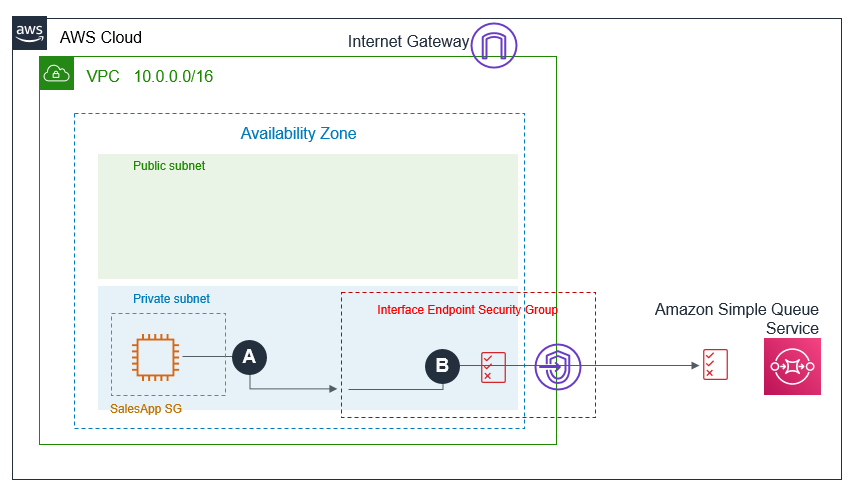 aws
AWS Cloud
Internet Gateway
VPC 10.0.0.0/16
Availability Zone
Public subnet
Private subnet
Interface Endpoint Security Group
Amazon Simple Queue
Service
A
B
SalesApp SG